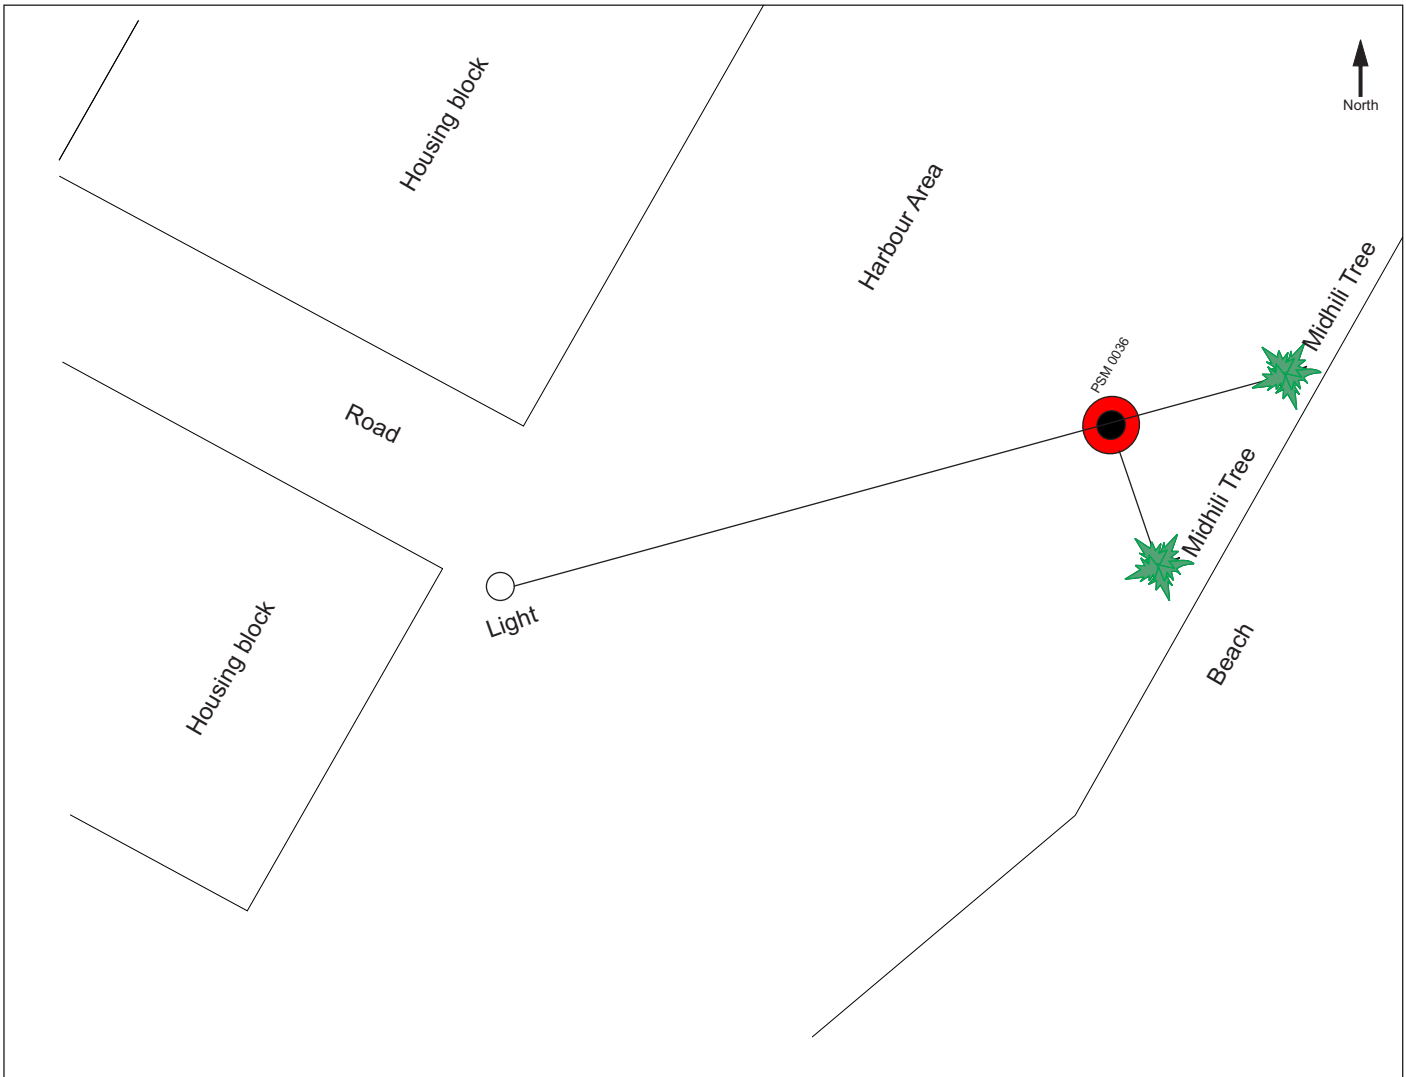 Housing block
North
Harbour Area
Midhili Tree
PSM 0036
Road
Midhili Tree
Light
Housing block
Beach